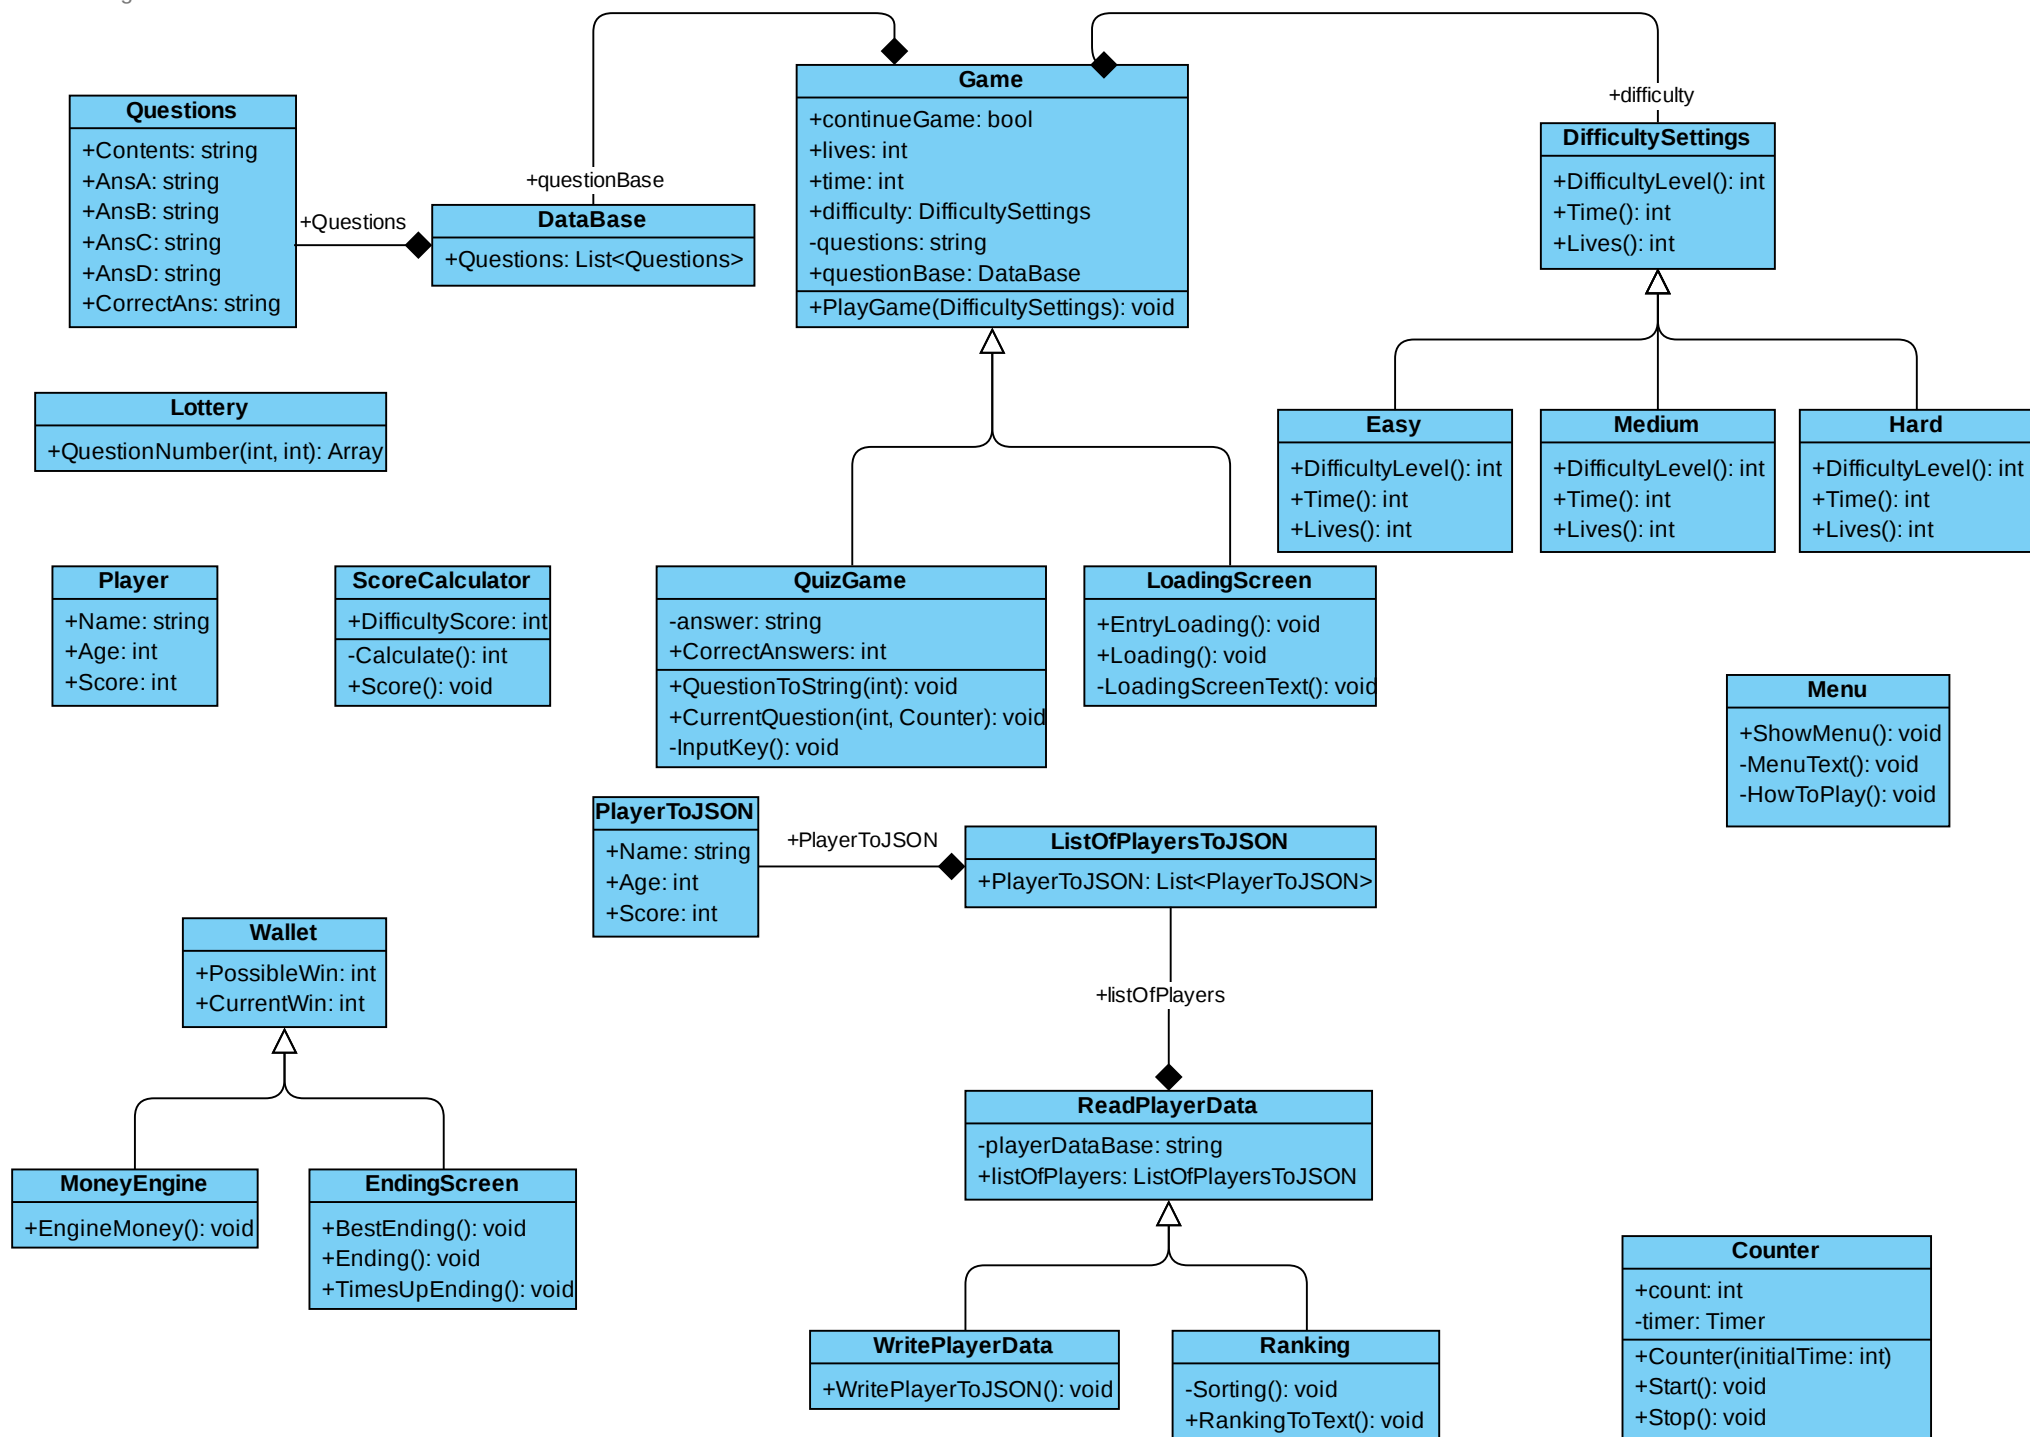 Game
+continueGame: bool
+lives: int
+time: int
+difficulty: DifficultySettings
-questions: string
+questionBase: DataBase
+PlayGame(DifficultySettings): void
+difficulty
DifficultySettings
+DifficultyLevel(): int
+Time(): int
+Lives(): int
Questions
+Contents: string
+AnsA: string
+AnsB: string
+AnsC: string
+AnsD: string
+CorrectAns: string
+Questions
+questionBase
DataBase
+Questions: List<Questions>
Lottery
+QuestionNumber(int, int): Array
Easy
+DifficultyLevel(): int
+Time(): int
+Lives(): int
Medium
+DifficultyLevel(): int
+Time(): int
+Lives(): int
Hard
+DifficultyLevel(): int
+Time(): int
+Lives(): int
Player
+Name: string
+Age: int
+Score: int
ScoreCalculator
+DifficultyScore: int
-Calculate(): int
+Score(): void
QuizGame
-answer: string
+CorrectAnswers: int
+QuestionToString(int): void
+CurrentQuestion(int, Counter): void
-InputKey(): void
LoadingScreen
+EntryLoading(): void
+Loading(): void
-LoadingScreenText(): void
Menu
+ShowMenu(): void
-MenuText(): void
-HowToPlay(): void
PlayerToJSON
+Name: string
+Age: int
+Score: int
+PlayerToJSON
ListOfPlayersToJSON
+PlayerToJSON: List<PlayerToJSON>
Wallet
+PossibleWin: int
+CurrentWin: int
+listOfPlayers
ReadPlayerData
-playerDataBase: string
+listOfPlayers: ListOfPlayersToJSON
MoneyEngine
+EngineMoney(): void
EndingScreen
+BestEnding(): void
+Ending(): void
+TimesUpEnding(): void
WritePlayerData
+WritePlayerToJSON(): void
Ranking
-Sorting(): void
+RankingToText(): void
Counter
+count: int
-timer: Timer
+Counter(initialTime: int)
+Start(): void
+Stop(): void